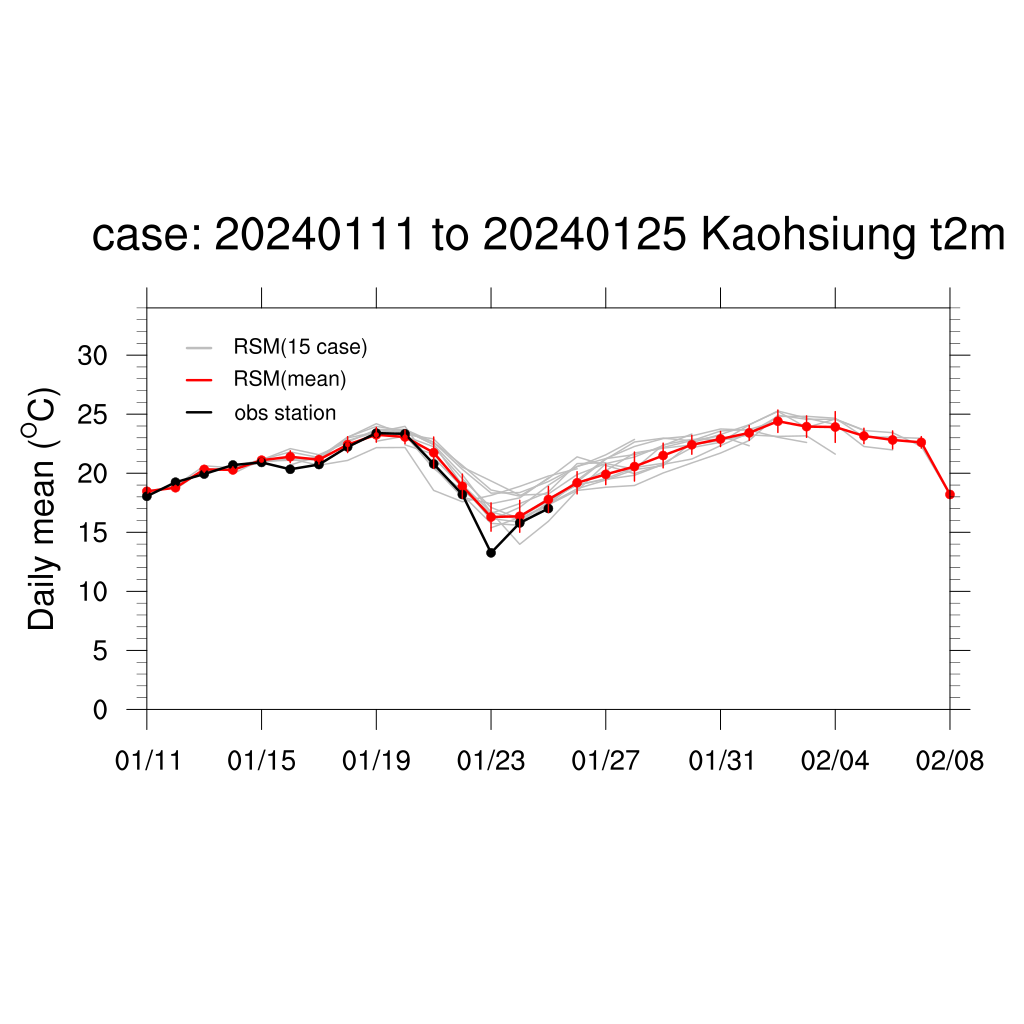 case: 20240111 to 20240125 Kaohsiung t2m
RSM(15 case)
RSM(mean)
obs station
Daily mean (°C)
30
25
20
15
10
5
0
01/11 01/15 01/19 01/23 01/27 01/31 02/04 02/08